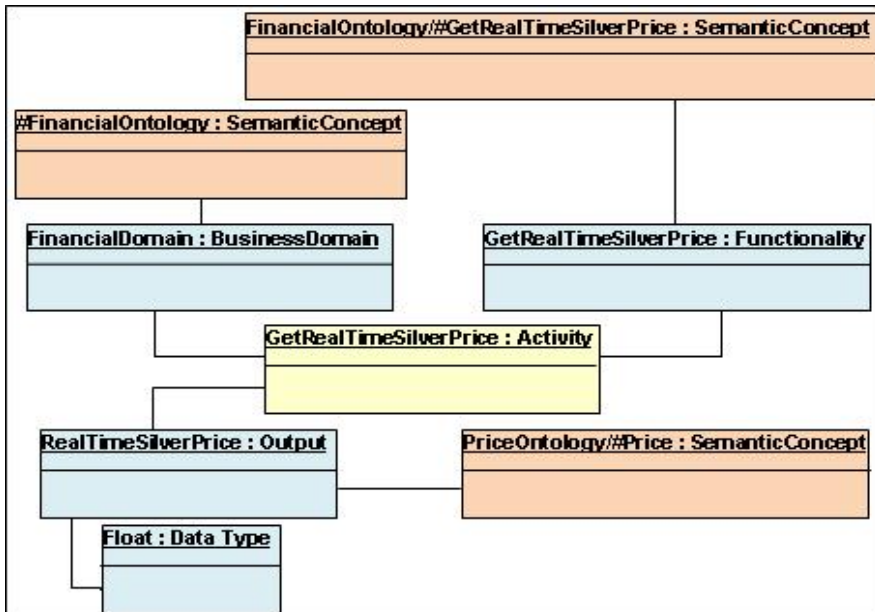 FinancialOntology/#GetRealTimeSilverPrice : SemanticConcept
#FinancialOntology : SemanticConcept
FinancialDomain : BusinessDomain
GetRealTimeSilverPrice : Functionality
GetRealTimeSilverPrice : Activity
RealTimeSilverPrice : Output
PriceOntology/#Price : SemanticConcept
Float : Data Type